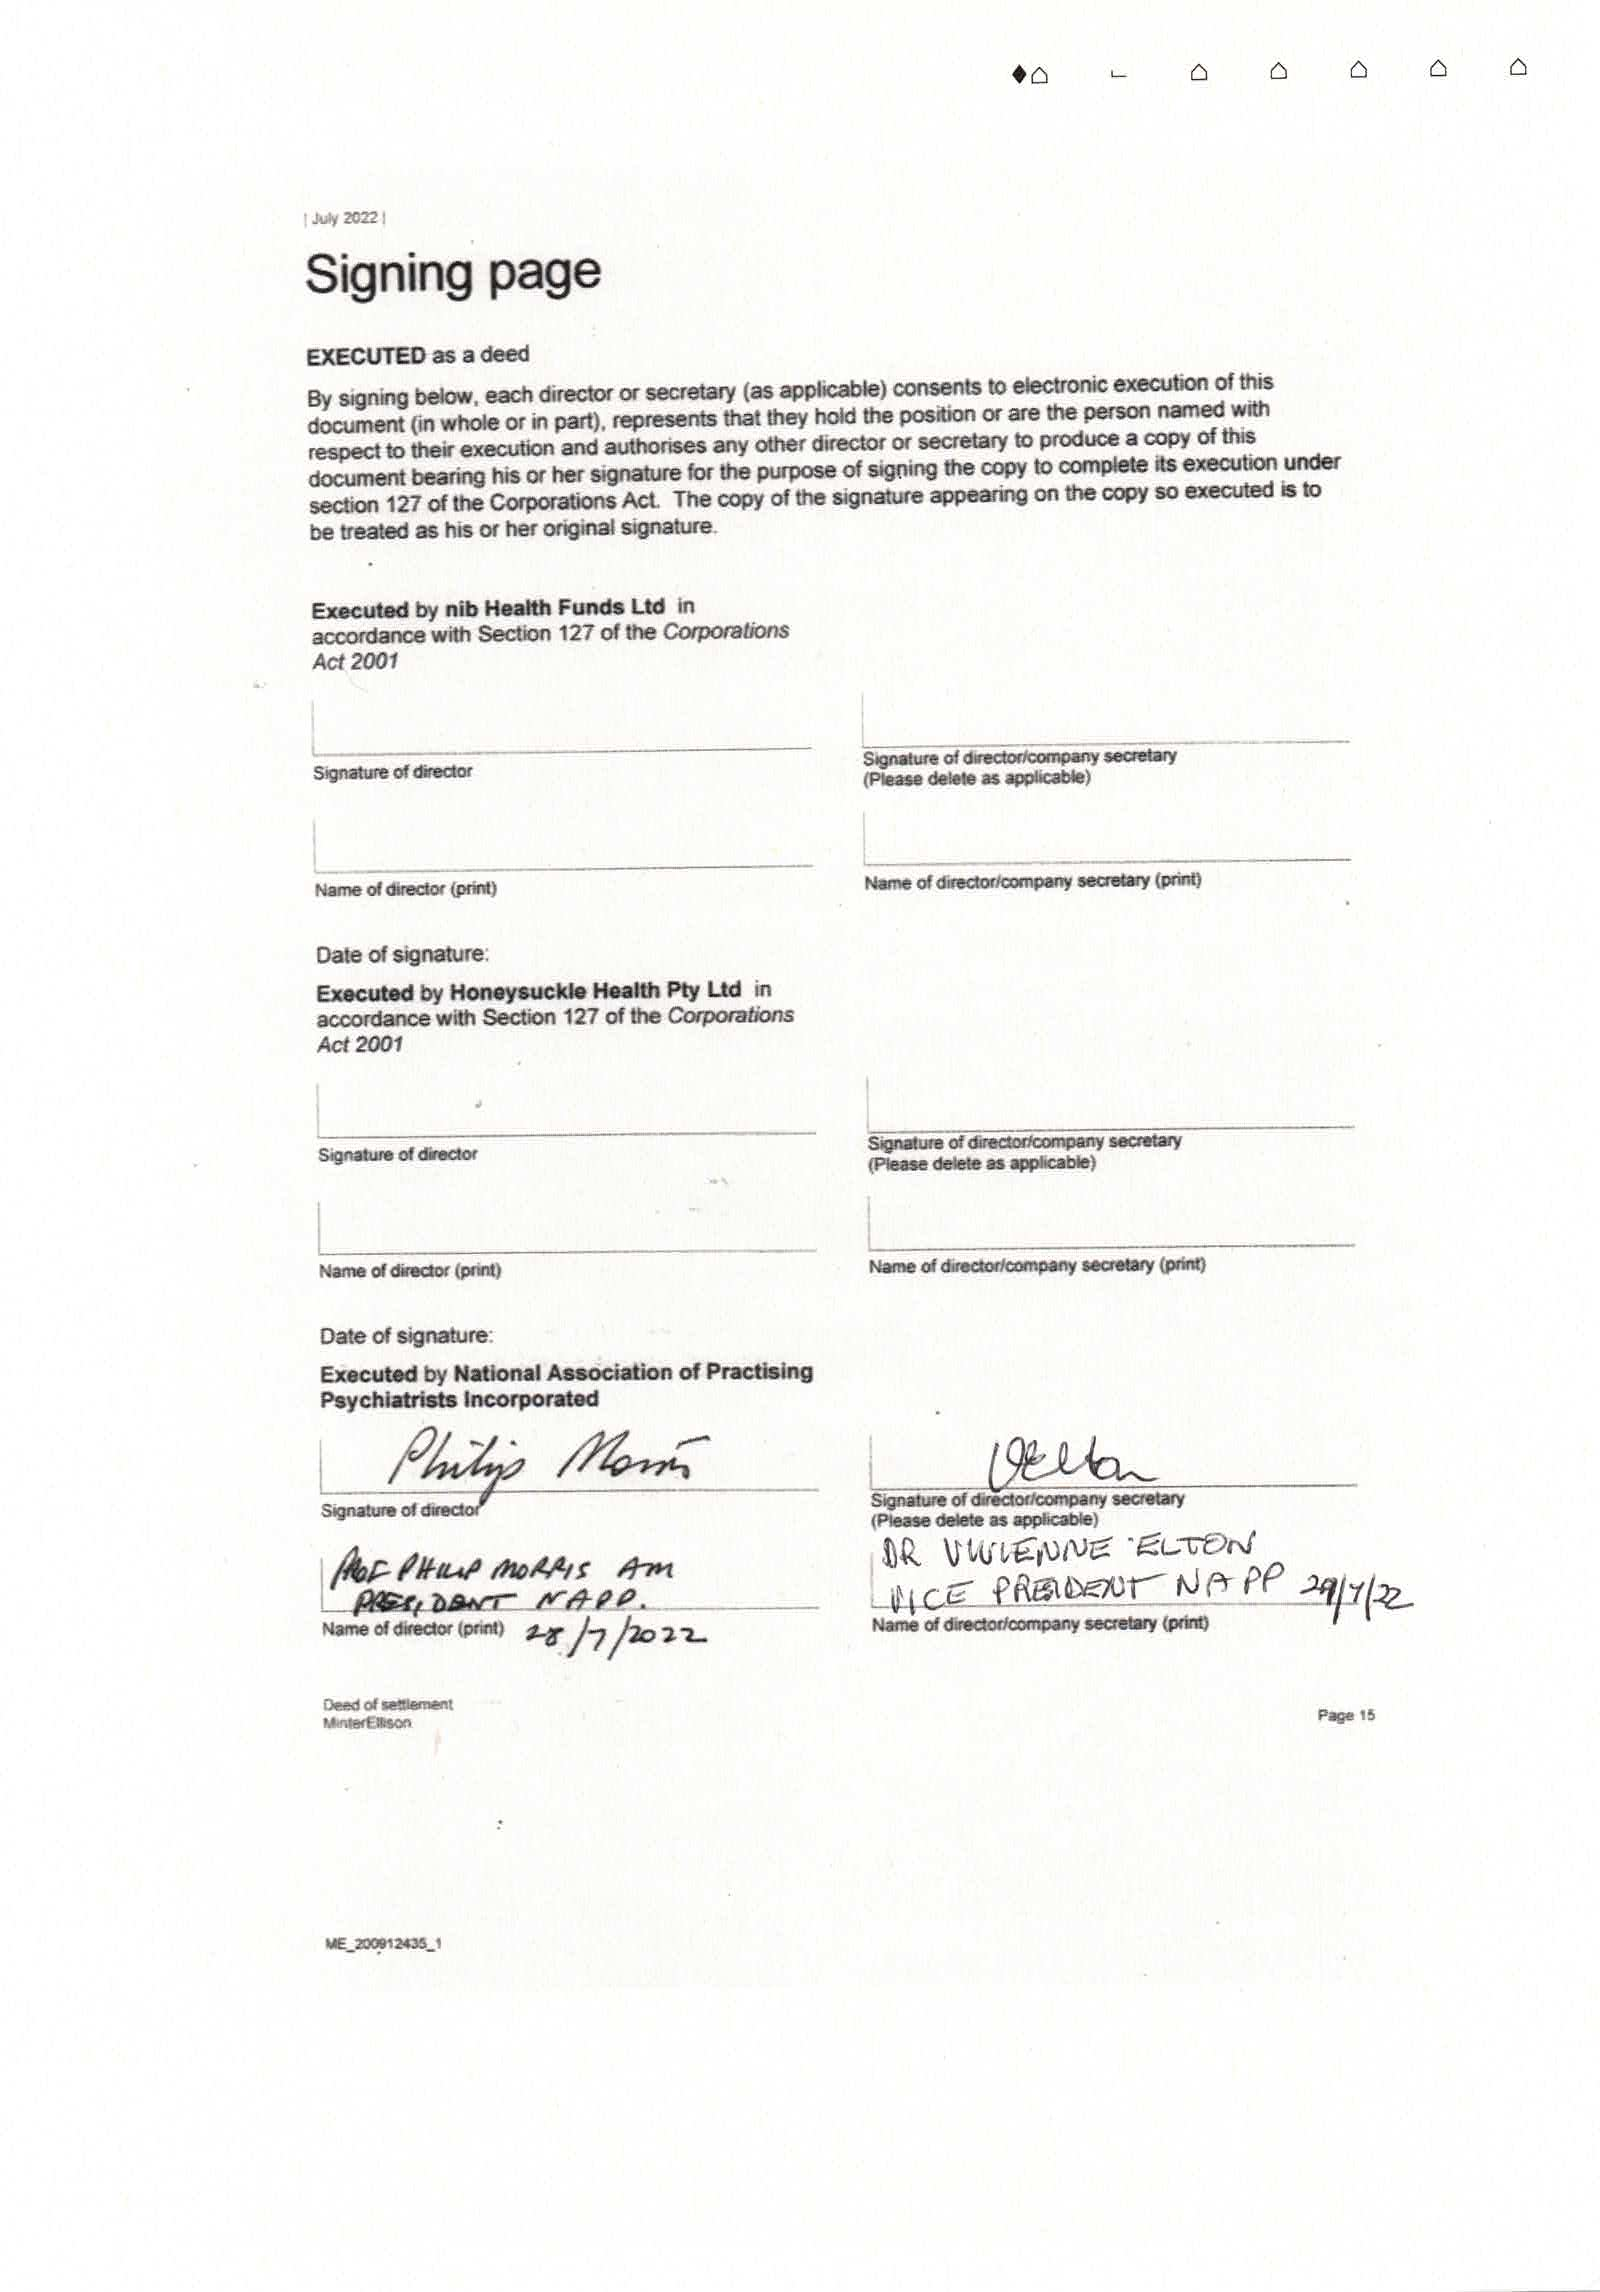 | July 2022 |
Signing page
EXECUTED as a deed
By signing below, each director or secretary (as applicable) consents to electronic execution of this
document (in whole or in part), represents that they hold the position or are the person named with
respect to their execution and authorises any other director or secretary to produce a copy of this
document bearing his or her signature for the purpose of signing the copy to complete its execution under
section 127 of the Corporations Act. The copy of the signature appearing on the copy so executed is to
be treated as his or her original signature.
Executed by nib Health Funds Ltd in
accordance with Section 127 of the Corporations
Act 2001
Signature of director
Signature of director/company secretary
(Please delete as applicable)
Name of director (print)
Name of director/company secretary (print)
Date of signature:
Executed by Honeysuckle Health Pty Ltd in
accordance with Section 127 of the Corporations
Act 2001
Signature of director
Signature of director/company secretary
(Please delete as applicable)
Name of director (print)
Name of director/company secretary (print)
Date of signature:
Executed by National Association of Practising
Psychiatrists Incorporated
Philip Morris
Signature of director
VElton
Signature of director/company secretary
(Please delete as applicable)
PROF PHILIP MORRIS AM
PRESIDENT NAPP.
Name of director (print) 28/7/2022
DR VIVIENNE ELTON
VICE PRESIDENT NAPP 29/7/22
Name of director/company secretary (print)
Deed of settlement
MinterEllison
Page 15
ME_200912435_1